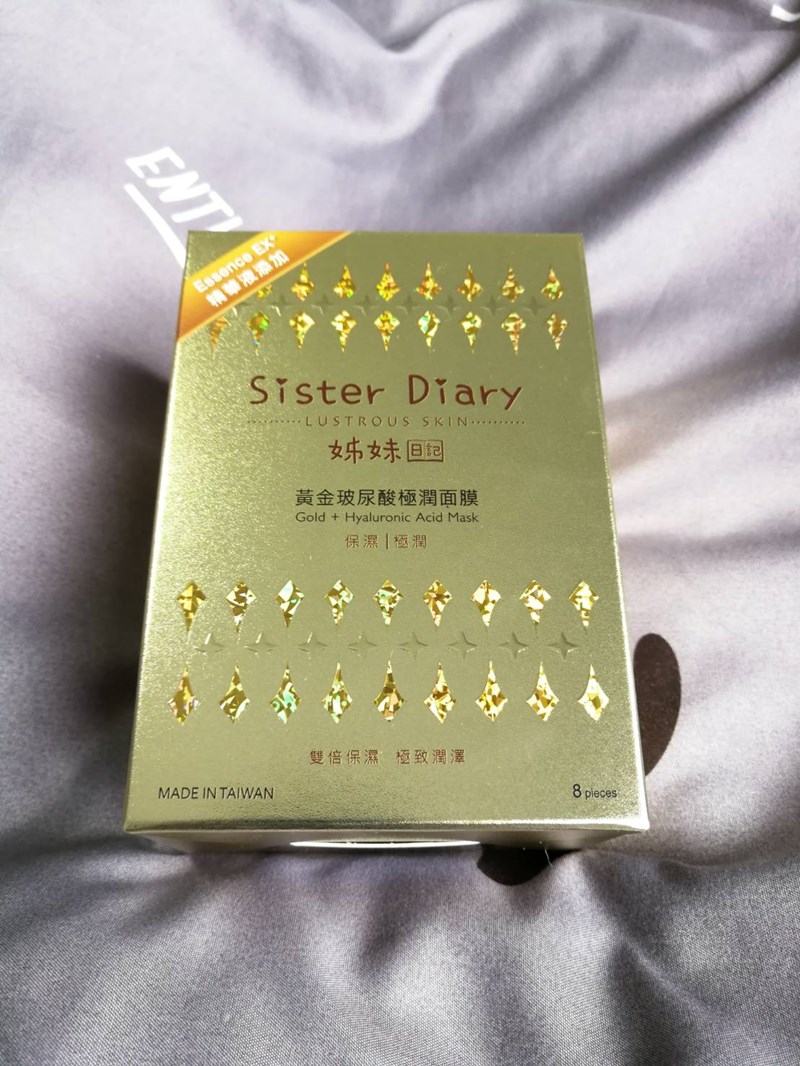 ENTI
Essence EX+
精華液添加
Sister Diary
LUSTROUS SKIN
姊妹日記
黃金玻尿酸極潤面膜
Gold + Hyaluronic Acid Mask
保濕|極潤
雙倍保濕 極致潤澤
MADE IN TAIWAN
8 pieces